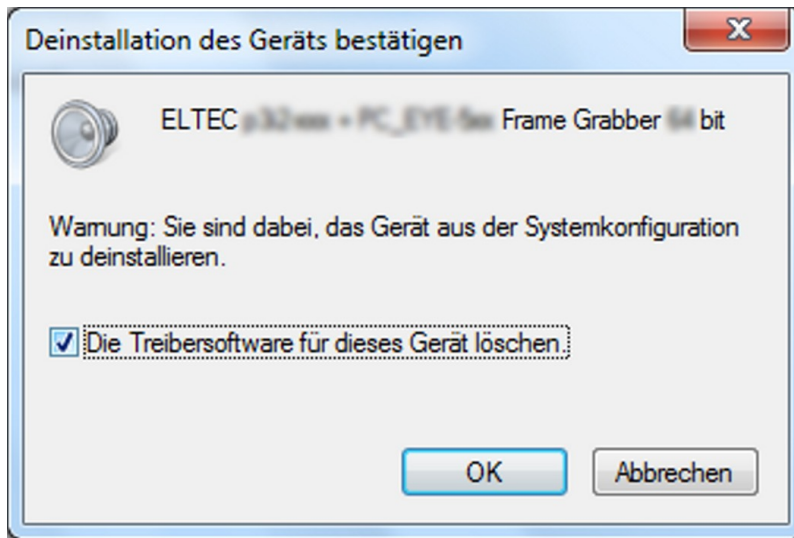 Deinstallation des Geräts bestätigen
ELTEC Frame Grabber bit
Warnung: Sie sind dabei, das Gerät aus der Systemkonfiguration
zu deinstallieren.
Die Treibersoftware für dieses Gerät löschen.
OK
Abbrechen